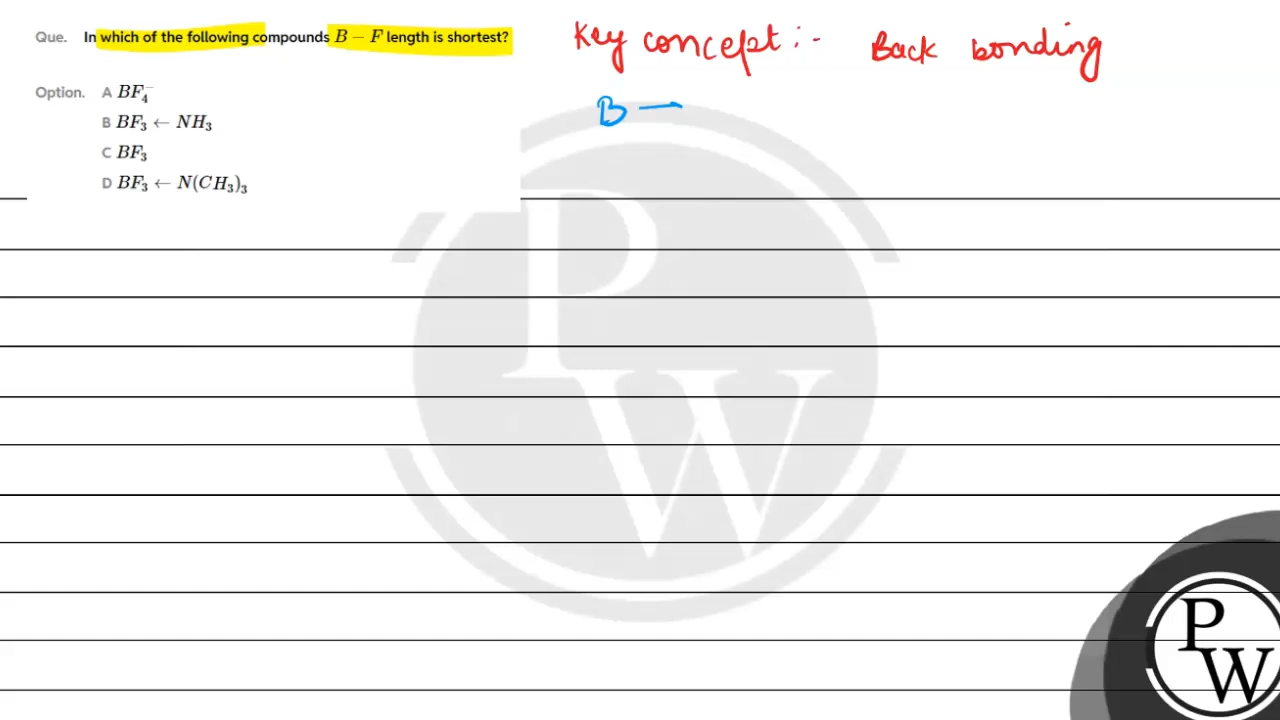 Que. In which of the following compounds B − F length is shortest?
Option. A BF₄⁻
B BF₃ ← NH₃
C BF₃
D BF₃ ← N(CH₃)₃
Key concept :- Back bonding
B —
P
W
P
W